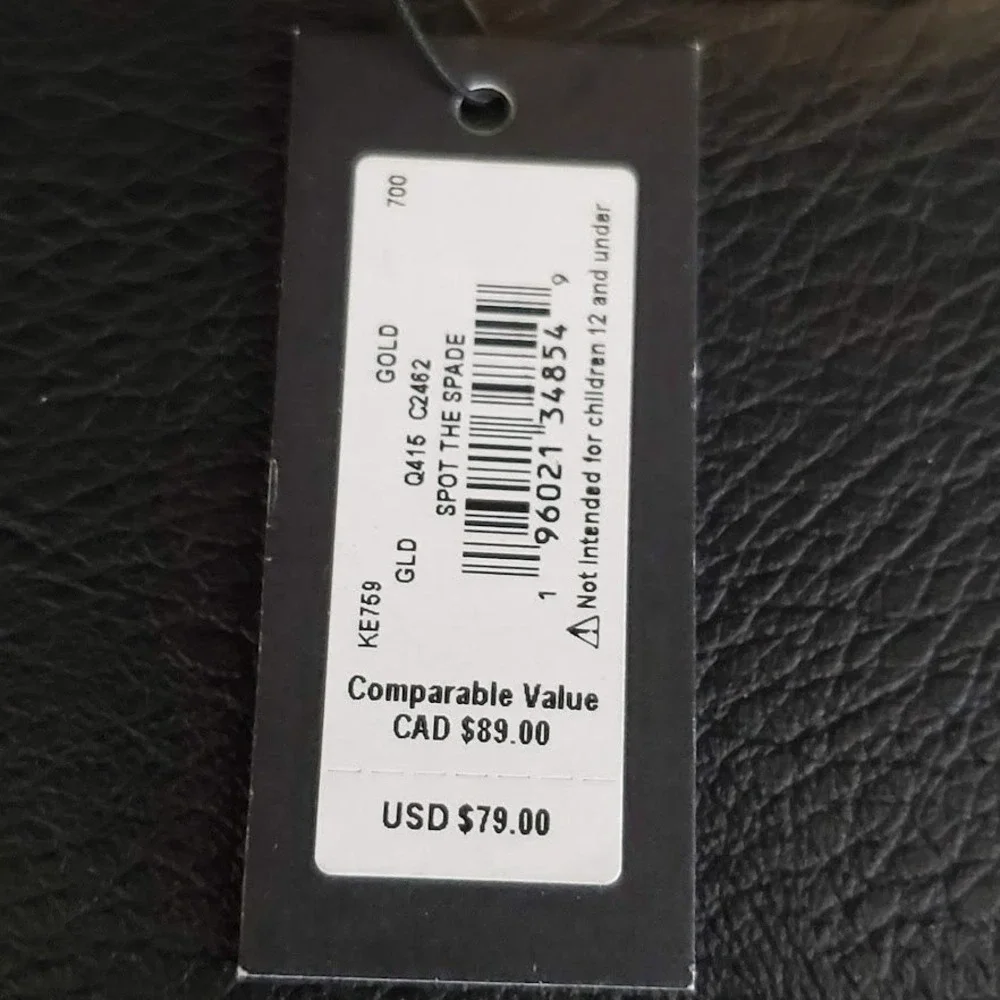 KE759 GOLD 700
GLD Q415 C2462
SPOT THE SPADE
1 96021 34854 9
Not Intended for children 12 and under
Comparable Value
CAD $89.00
USD $79.00